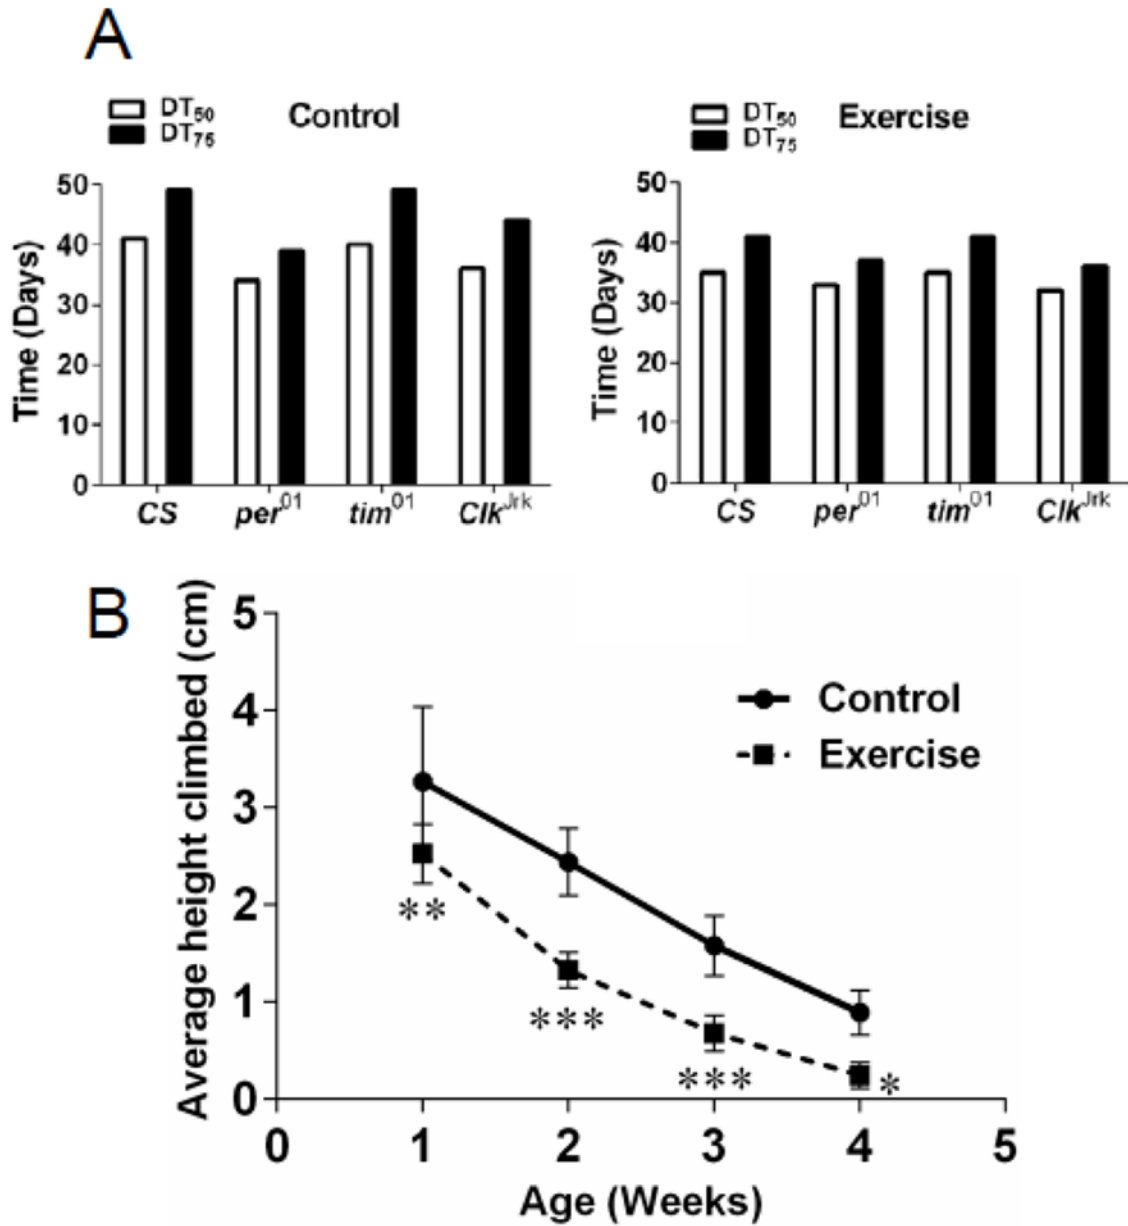 A
DT50
DT75
Control
Time (Days)
50
40
30
20
10
0
CS per01 tim01 ClkJrk
DT50
DT75
Exercise
Time (Days)
50
40
30
20
10
0
CS per01 tim01 ClkJrk
B
Average height climbed (cm)
5
4
3
2
1
0
Control
Exercise
**
***
***
*
0 1 2 3 4 5
Age (Weeks)